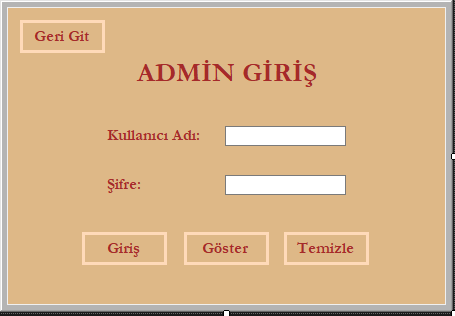 Geri Git
ADMİN GİRİŞ
Kullanıcı Adı:
Şifre:
Giriş Göster Temizle